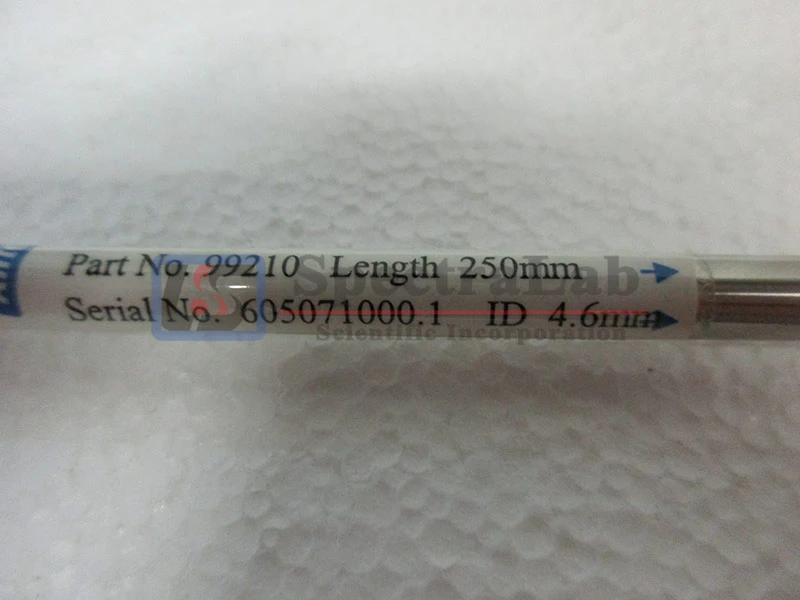 Part No. 99210 Length 250mm
Serial No. 605071000.1 ID 4.6mm
SpectraLab
Scientific Incorporation